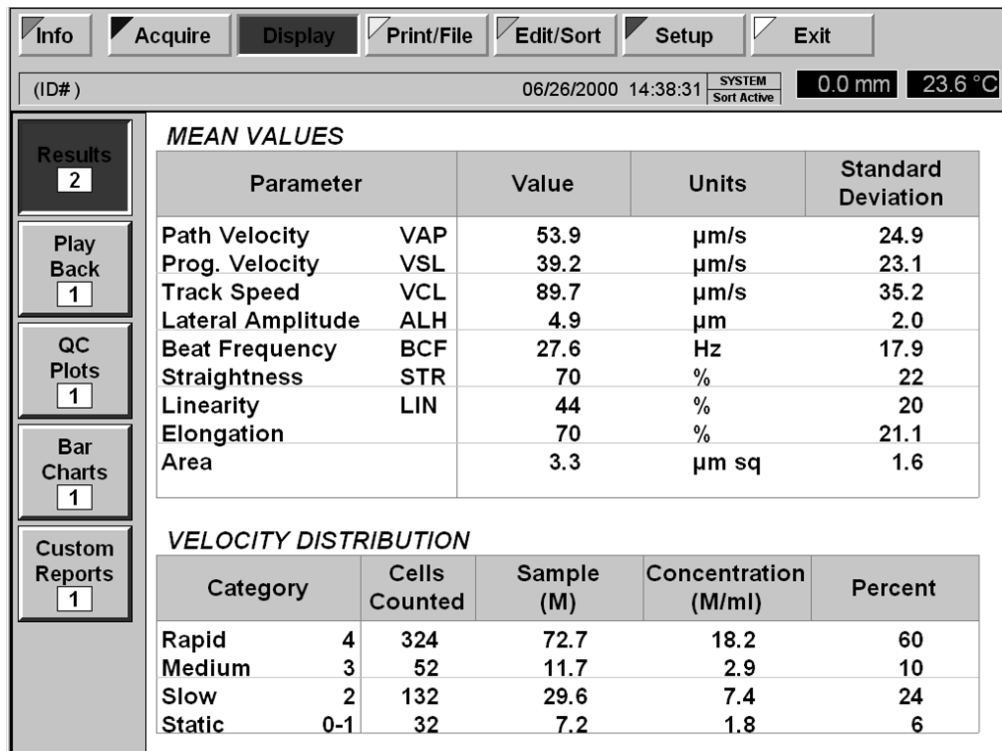 Info Acquire Display Print/File Edit/Sort Setup Exit
(ID#) 06/26/2000 14:38:31 SYSTEM Sort Active 0.0 mm 23.6 °C
Results
2
Play
Back
1
QC
Plots
1
Bar
Charts
1
Custom
Reports
1
MEAN VALUES
Parameter Value Units Standard Deviation
Path Velocity VAP 53.9 µm/s 24.9
Prog. Velocity VSL 39.2 µm/s 23.1
Track Speed VCL 89.7 µm/s 35.2
Lateral Amplitude ALH 4.9 µm 2.0
Beat Frequency BCF 27.6 Hz 17.9
Straightness STR 70 % 22
Linearity LIN 44 % 20
Elongation 70 % 21.1
Area 3.3 µm sq 1.6
VELOCITY DISTRIBUTION
Category Cells Counted Sample (M) Concentration (M/ml) Percent
Rapid 4 324 72.7 18.2 60
Medium 3 52 11.7 2.9 10
Slow 2 132 29.6 7.4 24
Static 0-1 32 7.2 1.8 6